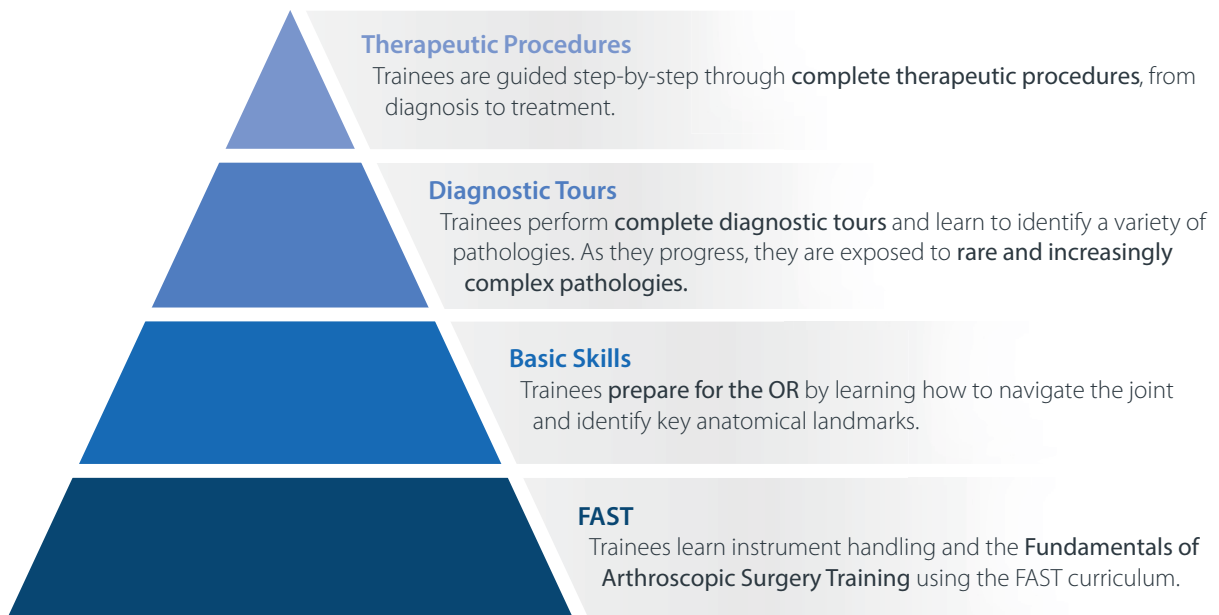 Therapeutic Procedures
Trainees are guided step-by-step through complete therapeutic procedures, from
diagnosis to treatment.
Diagnostic Tours
Trainees perform complete diagnostic tours and learn to identify a variety of
pathologies. As they progress, they are exposed to rare and increasingly
complex pathologies.
Basic Skills
Trainees prepare for the OR by learning how to navigate the joint
and identify key anatomical landmarks.
FAST
Trainees learn instrument handling and the Fundamentals of
Arthroscopic Surgery Training using the FAST curriculum.